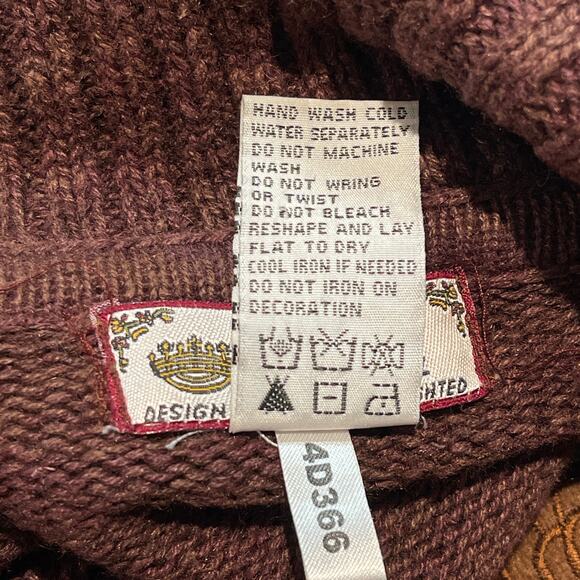 HAND WASH COLD
WATER SEPARATELY
DO NOT MACHINE
WASH
DO NOT WRING
OR TWIST
DO NOT BLEACH
RESHAPE AND LAY
FLAT TO DRY
COOL IRON IF NEEDED
DO NOT IRON ON
DECORATION
DESIGN
GHTED
4D366